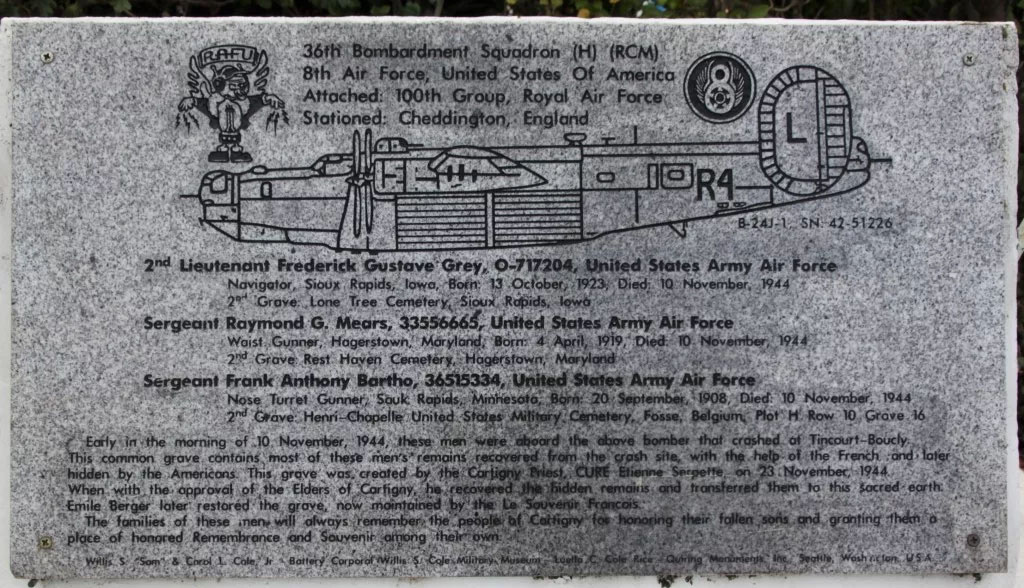 RAFU
36th Bombardment Squadron (H) (RCM)
8th Air Force, United States Of America
Attached: 100th Group, Royal Air Force
Stationed: Cheddington, England
8
L
R4
B-24J-1 SN 42-51226
2nd Lieutenant Frederick Gustave Grey, O-717204, United States Army Air Force
Navigator, Sioux Rapids, Iowa, Born: 13 October, 1923, Died: 10 November, 1944
2nd Grave: Lone Tree Cemetery, Sioux Rapids, Iowa
Sergeant Raymond G. Mears, 33556665, United States Army Air Force
Waist Gunner, Hagerstown, Maryland, Born: 4 April, 1919, Died: 10 November, 1944
2nd Grave Rest Haven Cemetery, Hagerstown, Maryland
Sergeant Frank Anthony Bartho, 36515334, United States Army Air Force
Nose Turret Gunner, Sauk Rapids, Minnesota, Born: 20 September, 1908, Died: 10 November, 1944
2nd Grave Henri-Chapelle United States Military Cemetery, Fosse, Belgium, Plot H Row 10 Grave 16
Early in the morning of 10 November, 1944, these men were aboard the above bomber that crashed at Tincourt-Boucly.
This common grave contains most of these men's remains recovered from the crash site, with the help of the French and later
hidden by the Americans. This grave was created by the Cartigny Priest, CURE Etienne Serpette, on 23 November, 1944.
When with the approval of the Elders of Cartigny, he recovered the hidden remains and transferred them to this sacred earth.
Emile Berger later restored the grave, now maintained by the Le Souvenir Francais.
The families of these men will always remember the people of Cartigny for honoring their fallen sons and granting them a
place of honored Remembrance and Souvenir among their own.
Willis S. "Sam" & Carol L. Cole, Jr - Battery Corporal Willis S. Cole Military Museum - Loetta C. Cole Rice - Quiring Monuments, Inc. Seattle, Washington, U.S.A.